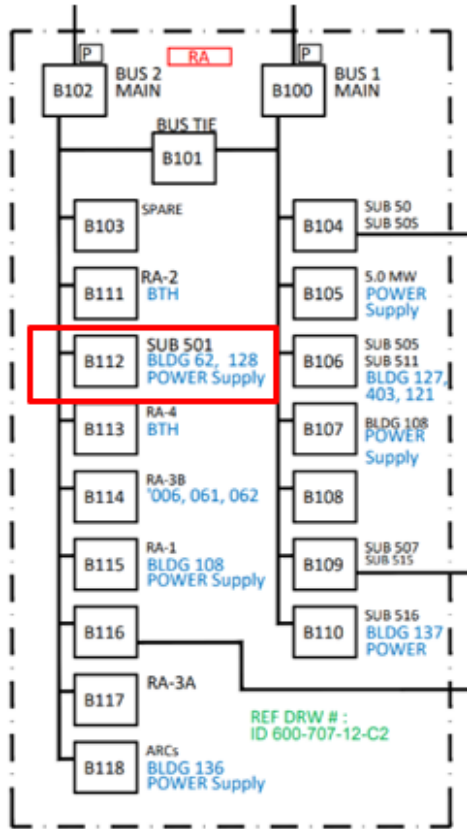 P
RA
P
B102
BUS 2
MAIN
B100
BUS 1
MAIN
BUS TIE
B101
B103
SPARE
B104
SUB 50
SUB 505
B111
RA-2
BTH
B105
5.0 MW
POWER
Supply
B112
SUB 501
BLDG 62, 128
POWER Supply
B106
SUB 505
SUB 511
BLDG 127,
403, 121
B113
RA-4
BTH
B107
BLDG 108
POWER
Supply
B114
RA-3B
'006, 061, 062
B108
B115
RA-1
BLDG 108
POWER Supply
B109
SUB 507
SUB 515
B116
B110
SUB 516
BLDG 137
POWER
B117
RA-3A
REF DRW # :
ID 600-707-12-C2
B118
ARCs
BLDG 136
POWER Supply